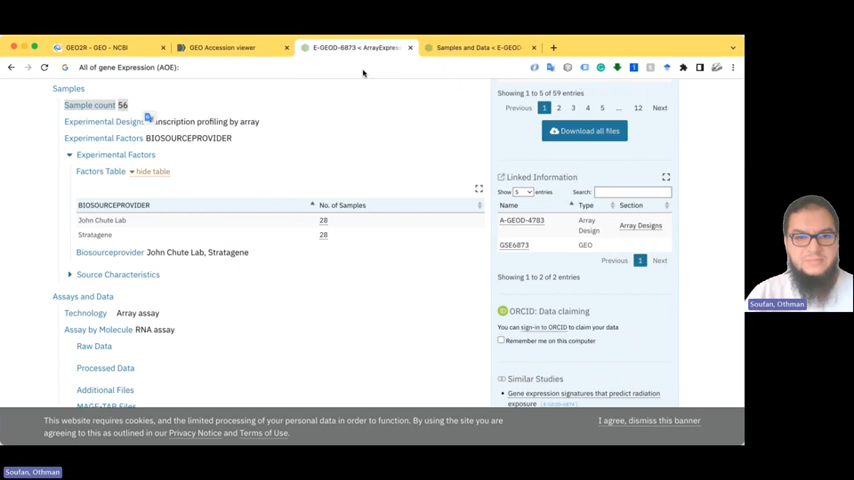 GEO2R - GEO - NCBI
GEO Accession viewer
E-GEOD-6873 < ArrayExpres
Samples and Data < E-GEOD-
All of gene Expression (AOE):
Samples
Sample count 56
Experimental Designs transcription profiling by array
Experimental Factors BIOSOURCEPROVIDER
Experimental Factors
Factors Table hide table
BIOSOURCEPROVIDER No. of Samples
John Chute Lab 28
Stratagene 28
Biosourceprovider John Chute Lab, Stratagene
Source Characteristics
Assays and Data
Technology Array assay
Assay by Molecule RNA assay
Raw Data
Processed Data
Additional Files
MAGE-TAB Files
Showing 1 to 5 of 59 entries
Previous 1 2 3 4 5 ... 12 Next
Download all files
Linked Information
Show 5 entries Search:
Name Type Section
A-GEOD-4783 Array Design Array Designs
GSE6873 GEO
Previous 1 Next
Showing 1 to 2 of 2 entries
ORCID: Data claiming
You can sign-in to ORCID to claim your data
Remember me on this computer
Similar Studies
Gene expression signatures that predict radiation
exposure
This website requires cookies, and the limited processing of your personal data in order to function. By using the site you are
agreeing to this as outlined in our Privacy Notice and Terms of Use.
I agree, dismiss this banner
Soufan, Othman
Soufan, Othman